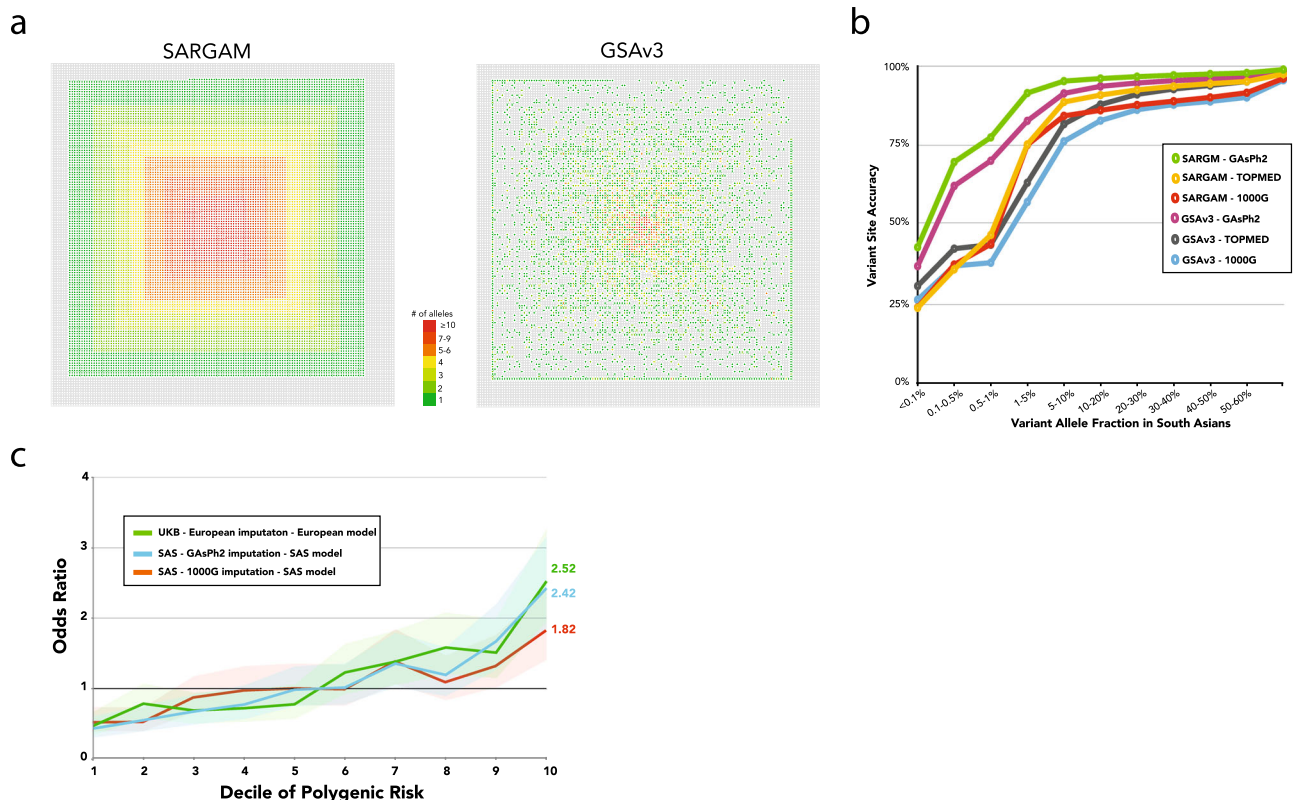 a
SARGAM
GSAv3
# of alleles
≥10
7-9
5-6
4
3
2
1
b
100%
75%
50%
25%
0%
Variant Site Accuracy
SARGM - GAsPh2
SARGAM - TOPMED
SARGAM - 1000G
GSAv3 - GAsPh2
GSAv3 - TOPMED
GSAv3 - 1000G
<0.1%
0.1-0.5%
0.5-1%
1-5%
5-10%
10-20%
20-30%
30-40%
40-50%
50-60%
Variant Allele Fraction in South Asians
c
4
3
2
1
0
Odds Ratio
UKB - European imputaton - European model
SAS - GAsPh2 imputation - SAS model
SAS - 1000G imputation - SAS model
2.52
2.42
1.82
1 2 3 4 5 6 7 8 9 10
Decile of Polygenic Risk